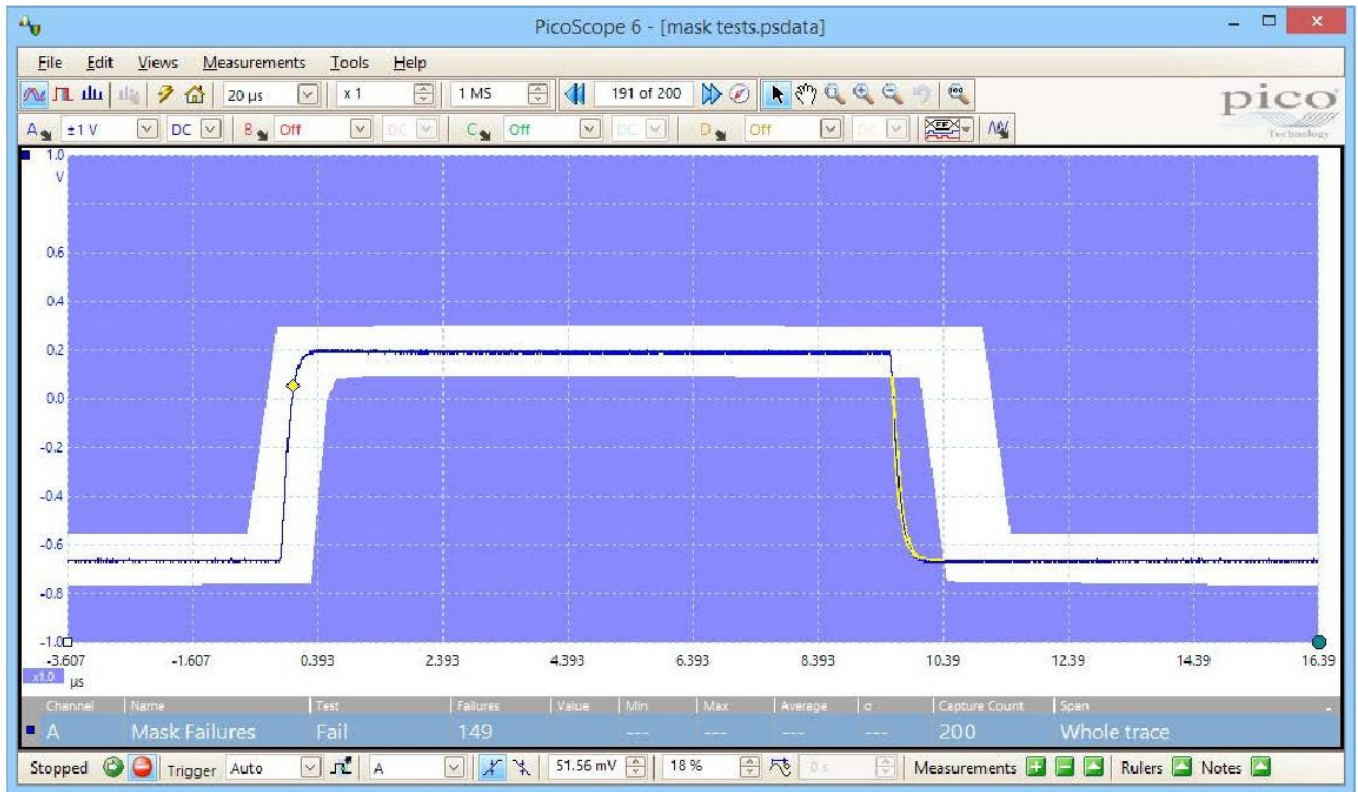 PicoScope 6 - [mask tests.psdata]
File Edit Views Measurements Tools Help
20 µs x 1 1 MS 191 of 200 100
pico
Technology
A ±1 V DC B Off DC C Off DC D Off DC
1.0
V
0.6
0.4
0.2
0.0
-0.2
-0.4
-0.6
-0.8
-1.0
-3.607 -1.607 0.393 2.393 4.393 6.393 8.393 10.39 12.39 14.39 16.39
x1.0 µs
Channel Name Test Failures Value Min Max Average σ Capture Count Span
A Mask Failures Fail 149 --- --- --- --- 200 Whole trace
Stopped Trigger Auto A 51.56 mV 18 % 0 s Measurements Rulers Notes